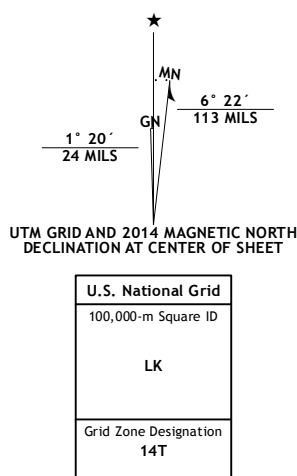 ★
MN
GN
6° 22´
113 MILS
1° 20´
24 MILS
UTM GRID AND 2014 MAGNETIC NORTH
DECLINATION AT CENTER OF SHEET
U.S. National Grid
100,000-m Square ID
LK
Grid Zone Designation
14T